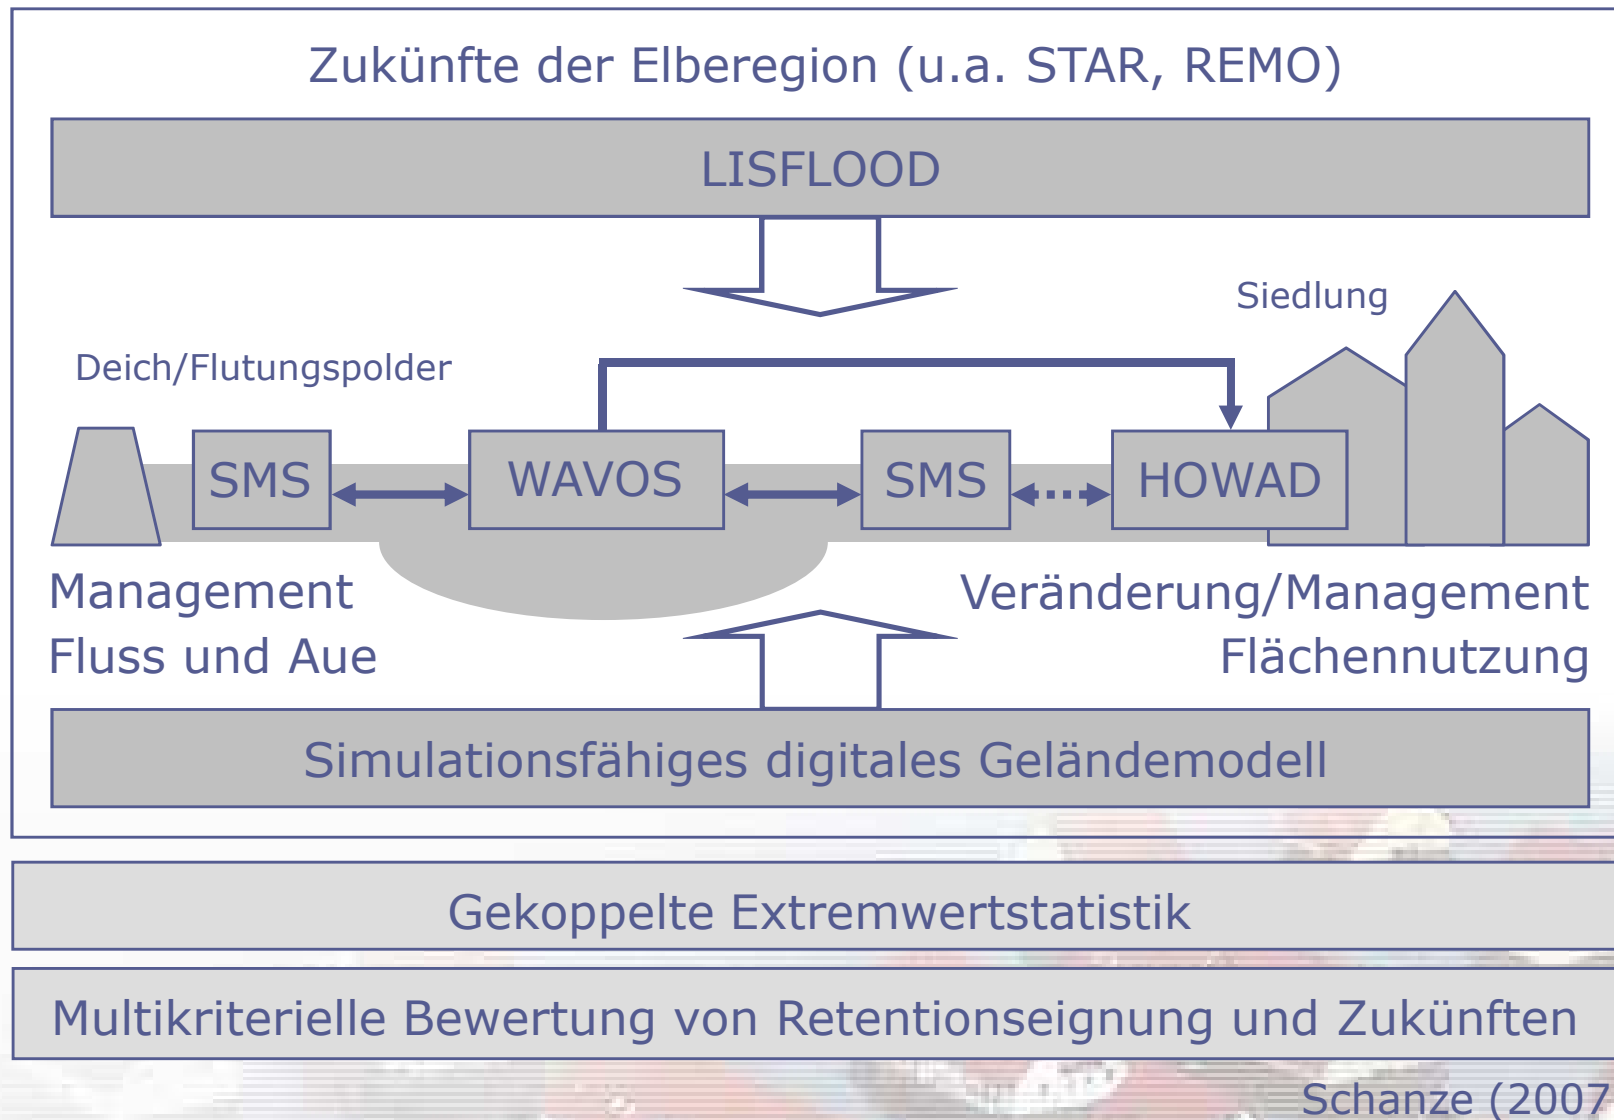 Zukünfte der Elberegion (u.a. STAR, REMO)
LISFLOOD
Siedlung
Deich/Flutungspolder
SMS
WAVOS
SMS
HOWAD
Management
Fluss und Aue
Veränderung/Management
Flächennutzung
Simulationsfähiges digitales Geländemodell
Gekoppelte Extremwertstatistik
Multikriterielle Bewertung von Retentionseignung und Zukünften
Schanze (2007